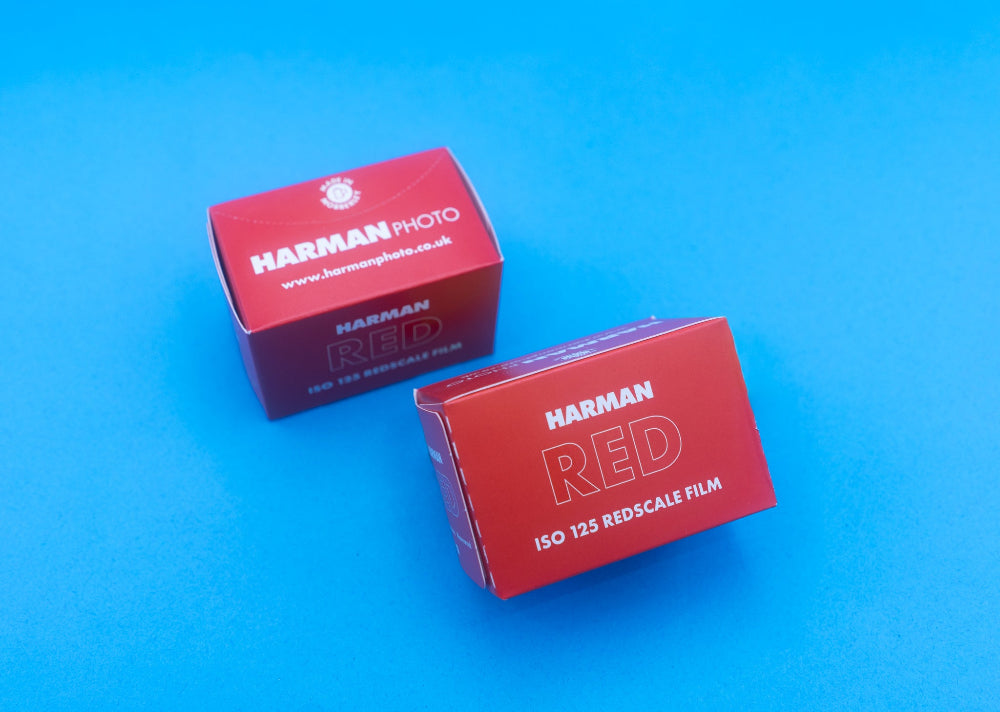 MADE IN
MOBBERLEY
HARMAN PHOTO
www.harmanphoto.co.uk
HARMAN
RED
ISO 125 REDSCALE FILM
HARMAN
RED
ISO 125 REDSCALE FILM